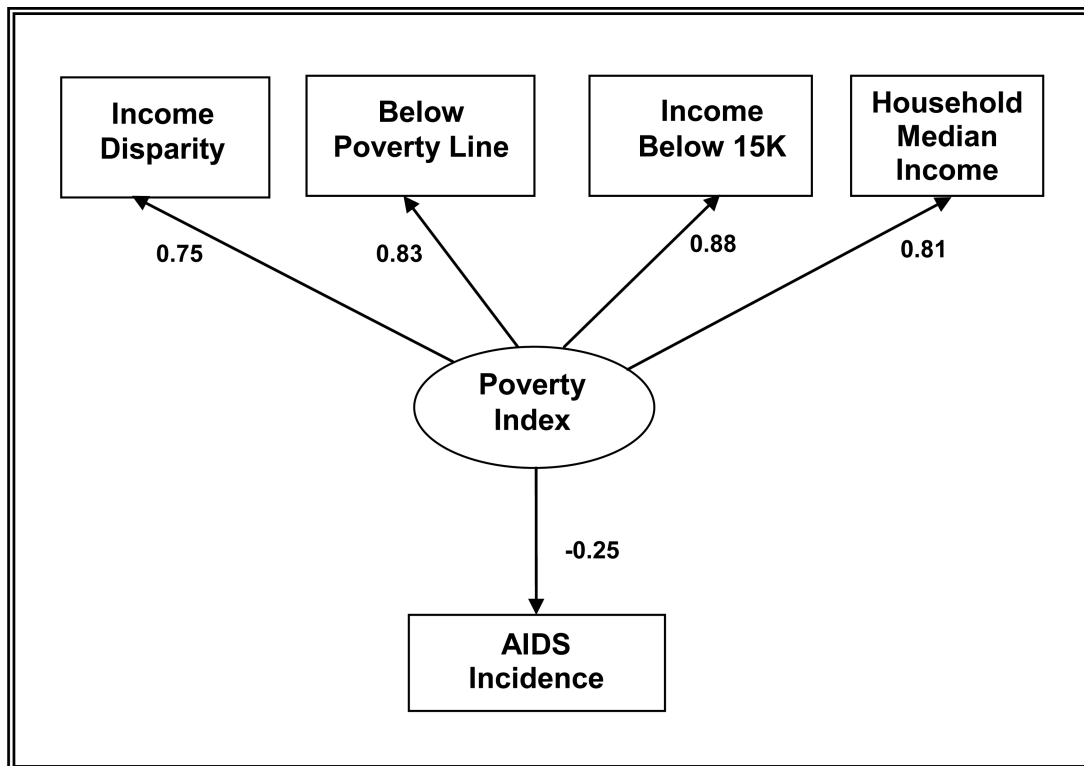 Income
Disparity
Below
Poverty Line
Income
Below 15K
Household
Median
Income
0.75
0.83
0.88
0.81
Poverty
Index
-0.25
AIDS
Incidence